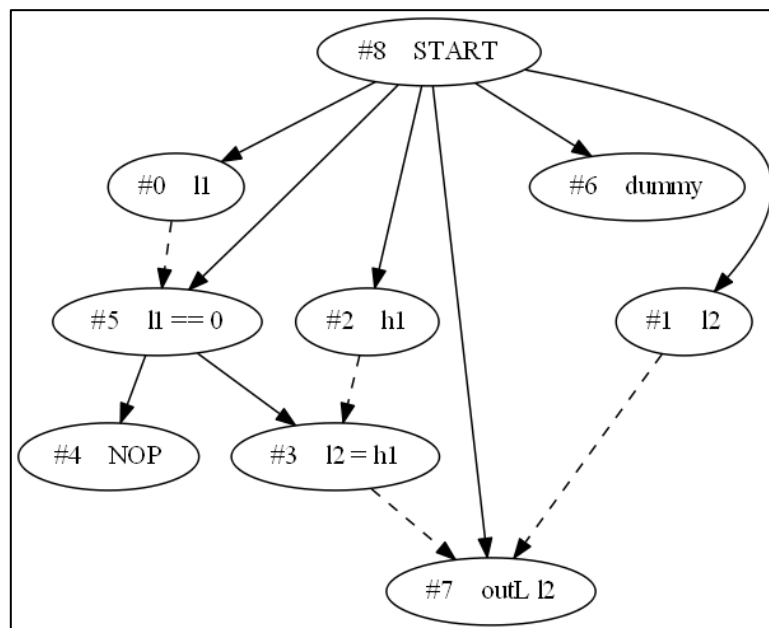 #8 START
#0 l1
#6 dummy
#5 l1 == 0
#2 h1
#1 l2
#4 NOP
#3 l2 = h1
#7 outL l2